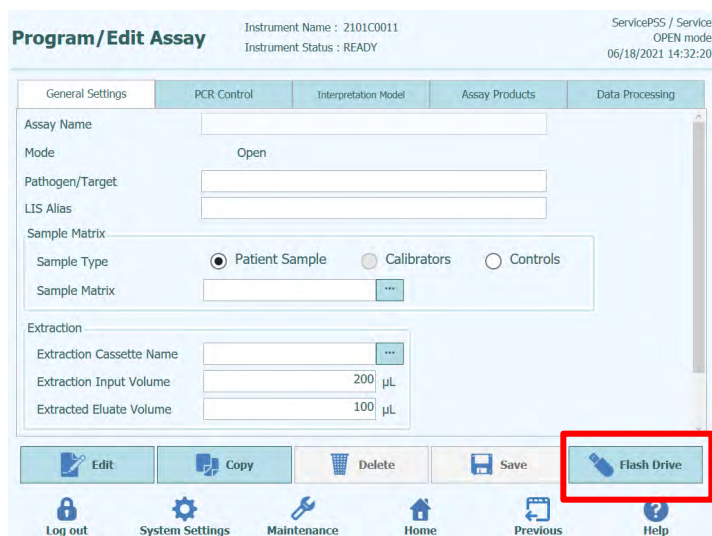 Program/Edit Assay
Instrument Name : 2101C0011
Instrument Status : READY
ServicePSS / Service
OPEN mode
06/18/2021 14:32:20
General Settings PCR Control Interpretation Model Assay Products Data Processing
Assay Name
Mode Open
Pathogen/Target
LIS Alias
Sample Matrix
Sample Type Patient Sample Calibrators Controls
Sample Matrix ...
Extraction
Extraction Cassette Name ...
Extraction Input Volume 200 µL
Extracted Eluate Volume 100 µL
Edit Copy Delete Save Flash Drive
Log out System Settings Maintenance Home Previous Help